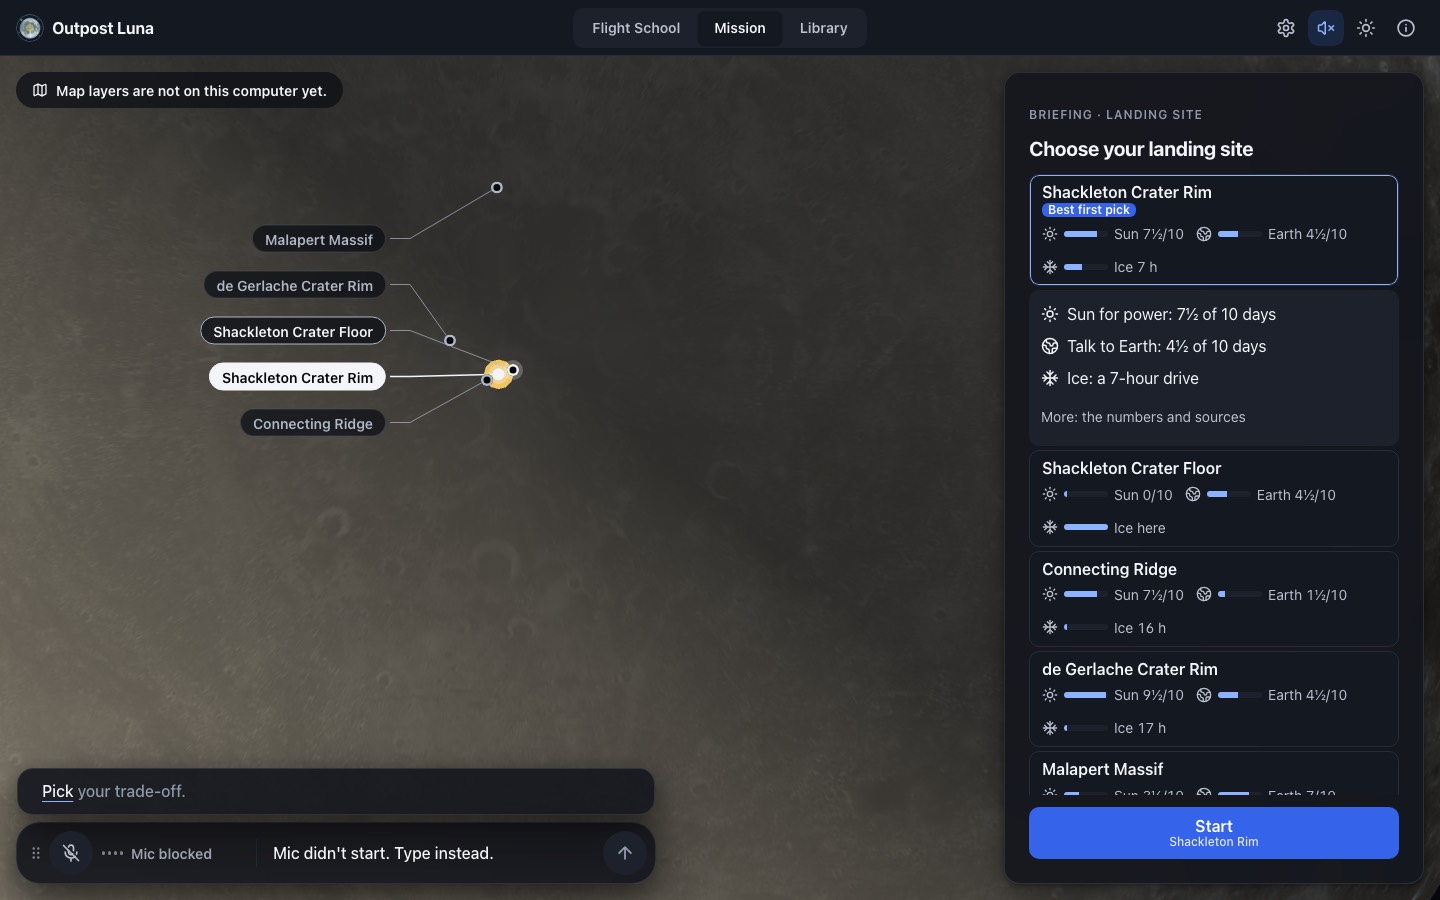 Outpost Luna
Flight School
Mission
Library
Map layers are not on this computer yet.
Malapert Massif
de Gerlache Crater Rim
Shackleton Crater Floor
Shackleton Crater Rim
Connecting Ridge
BRIEFING · LANDING SITE
Choose your landing site
Shackleton Crater Rim
Best first pick
Sun 7½/10 Earth 4½/10
Ice 7 h
Sun for power: 7½ of 10 days
Talk to Earth: 4½ of 10 days
Ice: a 7-hour drive
More: the numbers and sources
Shackleton Crater Floor
Sun 0/10 Earth 4½/10
Ice here
Connecting Ridge
Sun 7½/10 Earth 1½/10
Ice 16 h
de Gerlache Crater Rim
Sun 9½/10 Earth 4½/10
Ice 17 h
Malapert Massif
Start
Shackleton Rim
Pick your trade-off.
Mic blocked
Mic didn't start. Type instead.